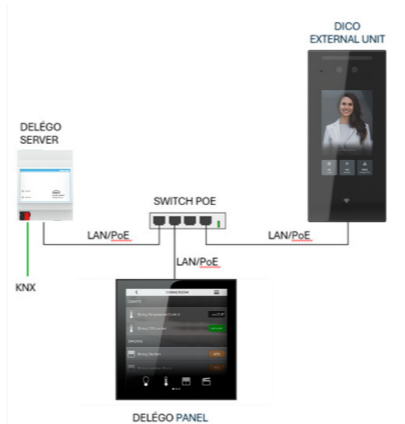 DICO
EXTERNAL UNIT
DELÉGO
SERVER
SWITCH POE
LAN/PoE
LAN/PoE
LAN/PoE
KNX
DELÉGO PANEL